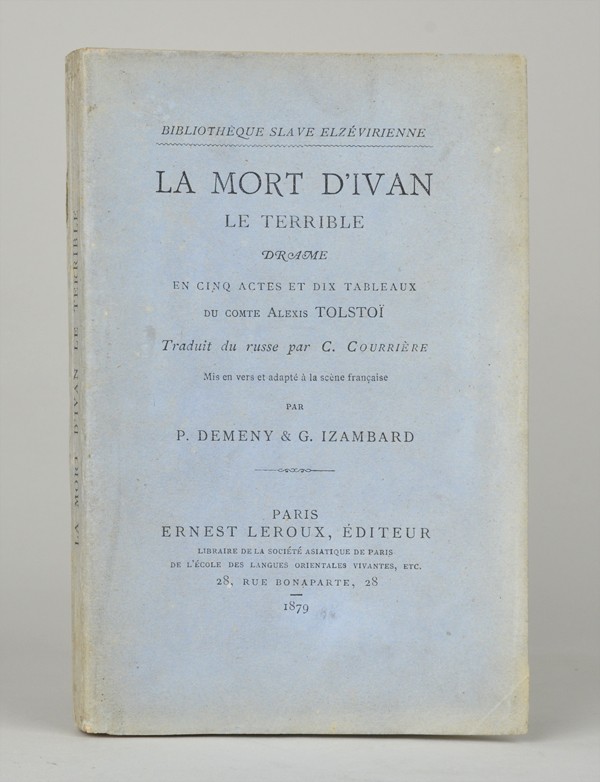 BIBLIOTHÈQUE SLAVE ELZÉVIRIENNE
LA MORT D'IVAN
LE TERRIBLE
DRAME
EN CINQ ACTES ET DIX TABLEAUX
DU COMTE ALEXIS TOLSTOÏ
Traduit du russe par C. COURRIÈRE
Mis en vers et adapté à la scène française
PAR
P. DEMENY & G. IZAMBARD
PARIS
ERNEST LEROUX, ÉDITEUR
LIBRAIRE DE LA SOCIÉTÉ ASIATIQUE DE PARIS
DE L'ÉCOLE DES LANGUES ORIENTALES VIVANTES, ETC.
28, RUE BONAPARTE, 28
1879
LA MORT D'IVAN LE TERRIBLE